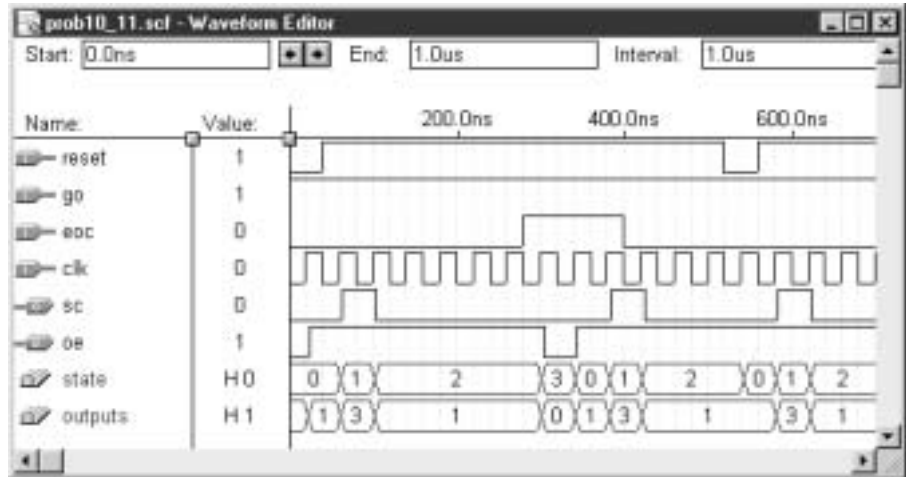 prob10_11.scf - Waveform Editor
Start: 0.0ns End: 1.0us Interval: 1.0us
Name: Value: 200.0ns 400.0ns 600.0ns
reset 1
go 1
eoc 0
clk 0
sc 0
oe 1
state H0 0 1 2 3 0 1 2 0 1 2
outputs H1 1 3 1 0 1 3 1 3 1